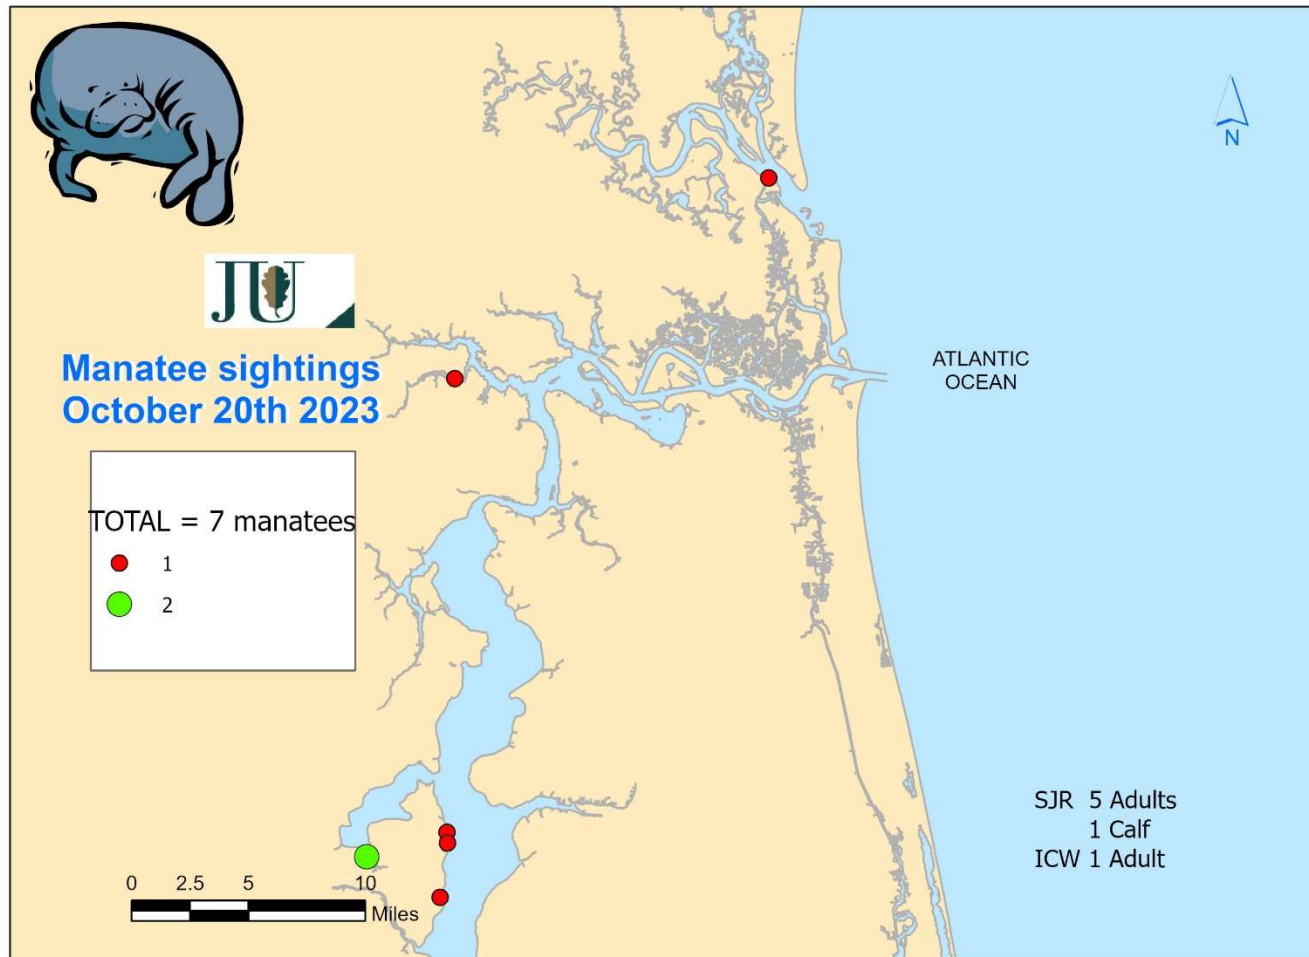 N
JU
ATLANTIC
OCEAN
Manatee sightings
October 20th 2023
TOTAL = 7 manatees
1
2
SJR 5 Adults
1 Calf
ICW 1 Adult
0 2.5 5 10
Miles